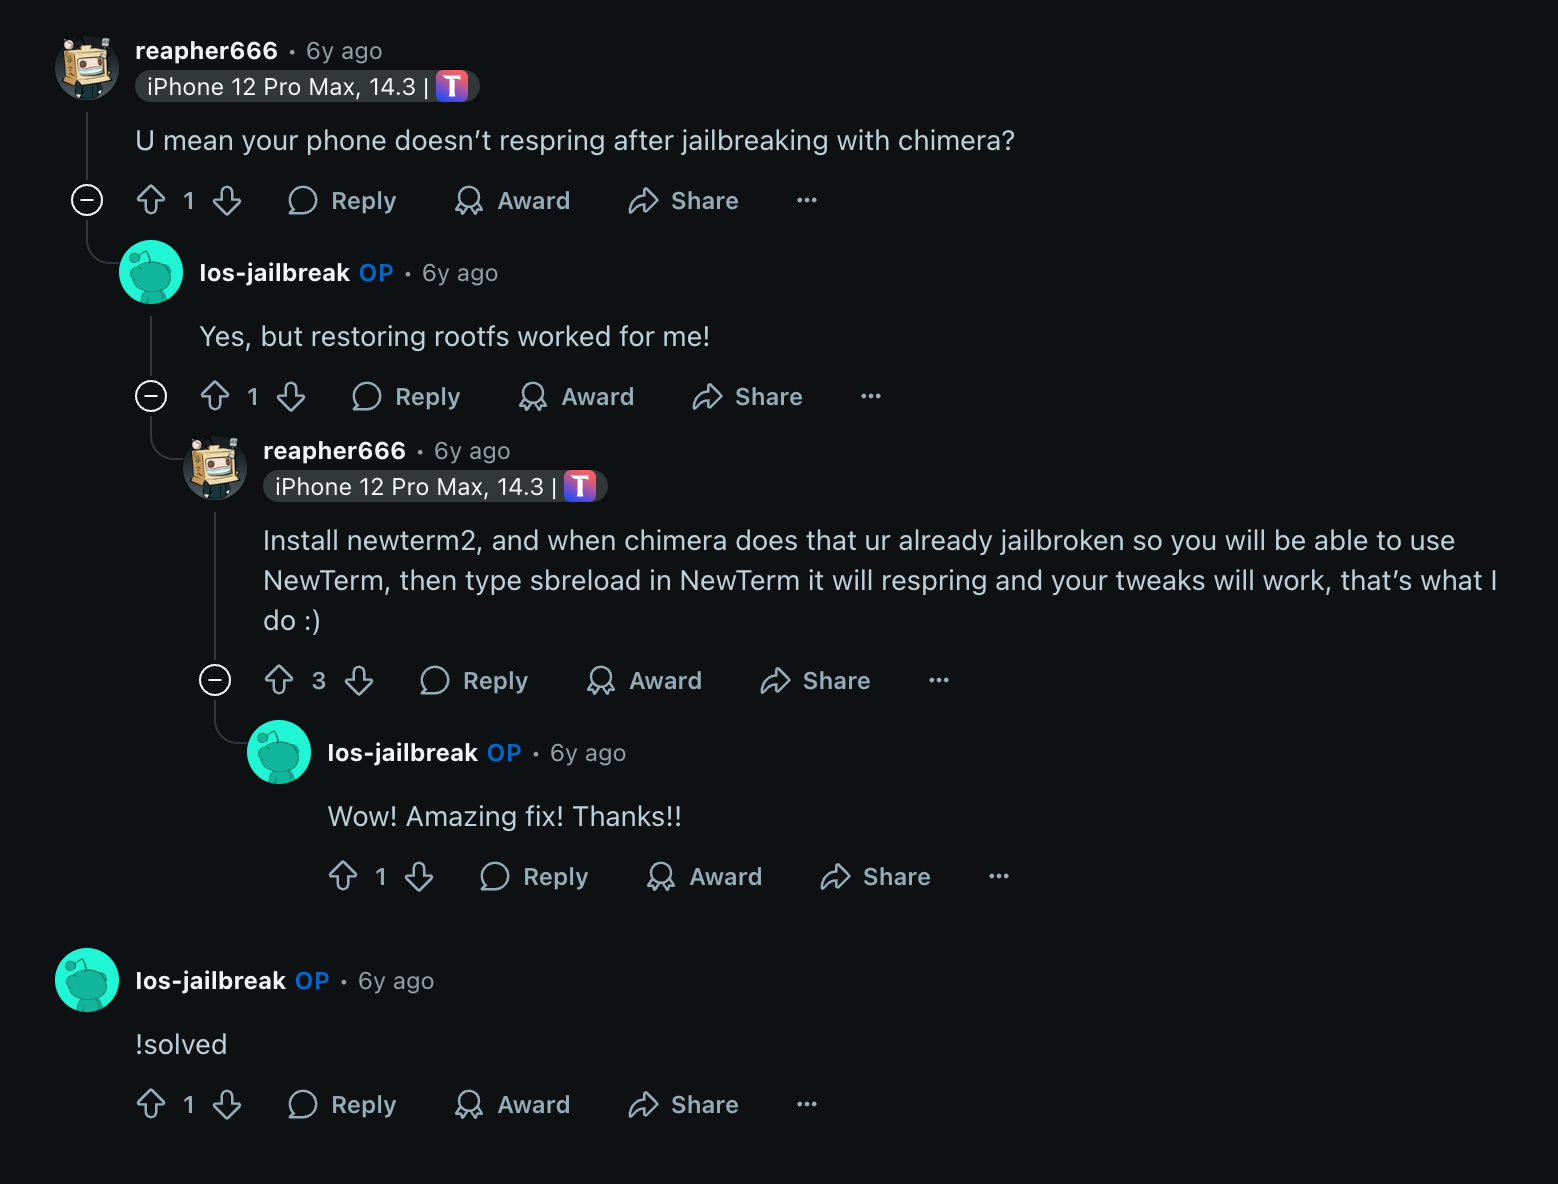 reapher666 • 6y ago
iPhone 12 Pro Max, 14.3 | T
U mean your phone doesn’t respring after jailbreaking with chimera?
1 Reply Award Share ...
Ios-jailbreak OP • 6y ago
Yes, but restoring rootfs worked for me!
1 Reply Award Share ...
reapher666 • 6y ago
iPhone 12 Pro Max, 14.3 | T
Install newterm2, and when chimera does that ur already jailbroken so you will be able to use
NewTerm, then type sbreload in NewTerm it will respring and your tweaks will work, that’s what I
do :)
3 Reply Award Share ...
Ios-jailbreak OP • 6y ago
Wow! Amazing fix! Thanks!!
1 Reply Award Share ...
Ios-jailbreak OP • 6y ago
!solved
1 Reply Award Share ...